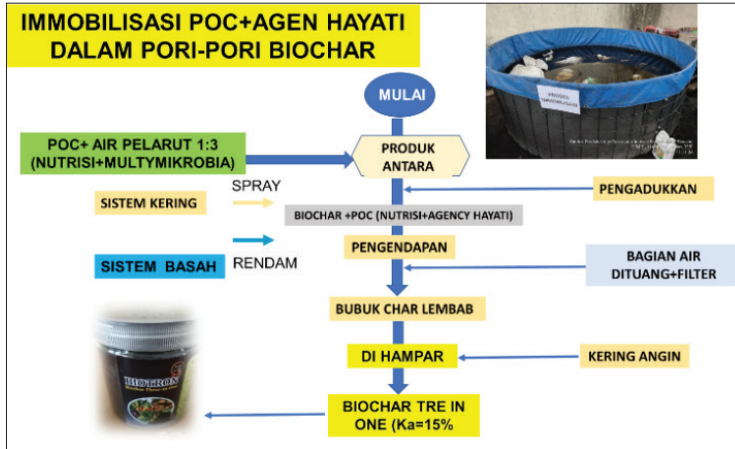 IMMOBILISASI POC+AGEN HAYATI
DALAM PORI-PORI BIOCHAR
MULAI
POC+ AIR PELARUT 1:3
(NUTRISI+MULTYMIKROBIA)
PRODUK
ANTARA
PROSES
SISTEM KERING
SPRAY
PENGADUKKAN
BIOCHAR +POC (NUTRISI+AGENCY HAYATI)
SISTEM BASAH
RENDAM
PENGENDAPAN
BAGIAN AIR
DITUANG+FILTER
BUBUK CHAR LEMBAB
DI HAMPAR
KERING ANGIN
BIOTRON
BIOCHAR TRE IN
ONE (Ka=15%